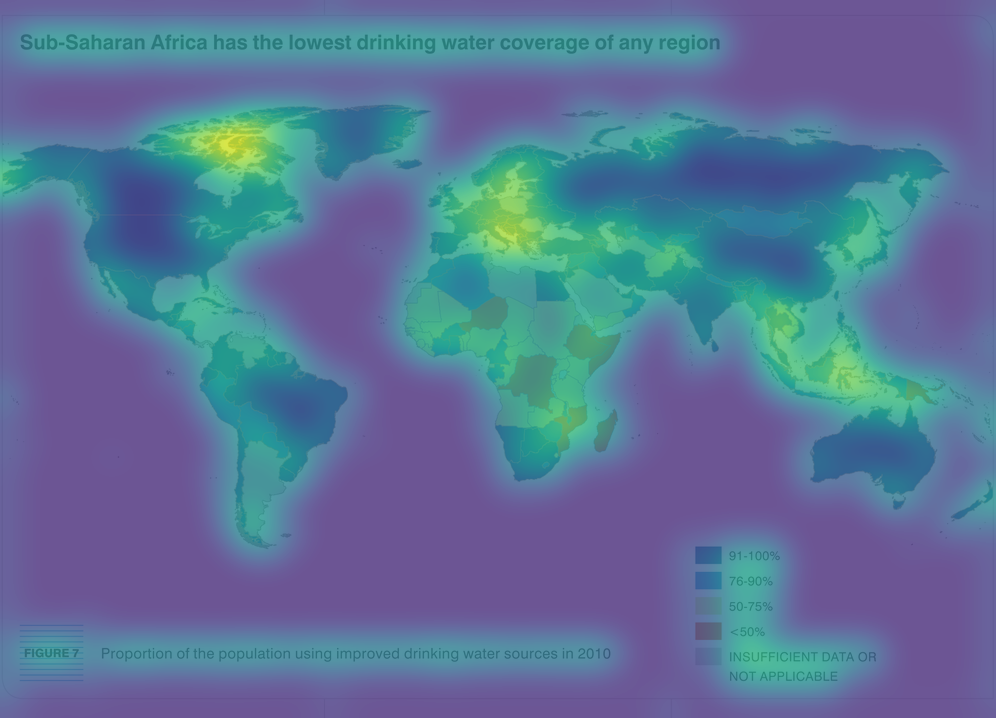 Sub-Saharan Africa has the lowest drinking water coverage of any region
91-100%
76-90%
50-75%
<50%
INSUFFICIENT DATA OR
NOT APPLICABLE
FIGURE 7 Proportion of the population using improved drinking water sources in 2010